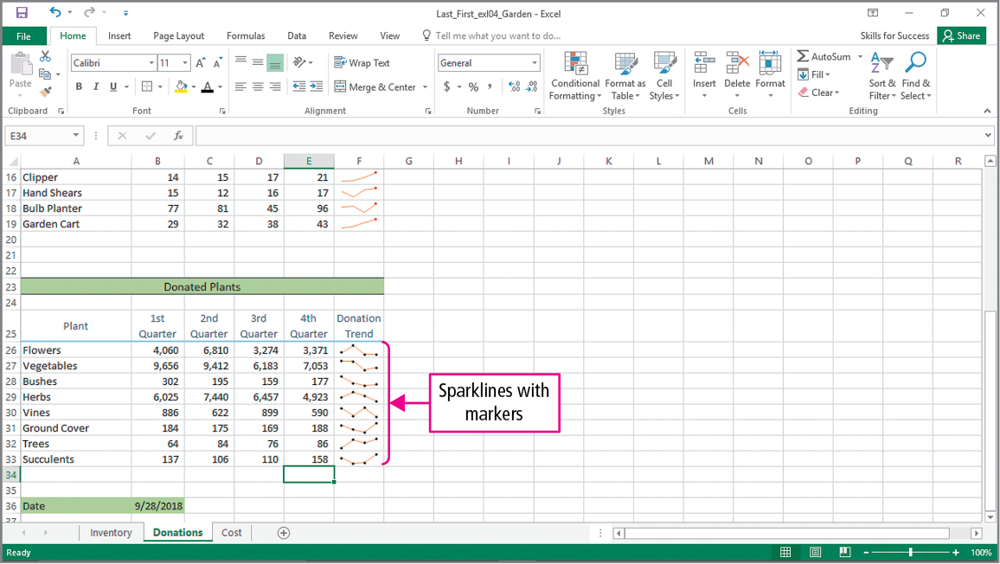 Last_First_exl04_Garden - Excel
File Home Insert Page Layout Formulas Data Review View Tell me what you want to do... Skills for Success Share
Calibri 11 A A Wrap Text General $ % , .00 .0 AutoSum
Paste B I U A Merge & Center Conditional Formatting Format as Table Cell Styles Insert Delete Format Fill Clear Sort & Filter Find & Select
Clipboard Font Alignment Number Styles Cells Editing
E34 fx
A B C D E F G H I J K L M N O P Q R
16 Clipper 14 15 17 21
17 Hand Shears 15 12 16 17
18 Bulb Planter 77 81 45 96
19 Garden Cart 29 32 38 43
20
21
22
23 Donated Plants
24
25 Plant 1st Quarter 2nd Quarter 3rd Quarter 4th Quarter Donation Trend
26 Flowers 4,060 6,810 3,274 3,371
27 Vegetables 9,656 9,412 6,183 7,053
28 Bushes 302 195 159 177
29 Herbs 6,025 7,440 6,457 4,923
30 Vines 886 622 899 590
31 Ground Cover 184 175 169 188
32 Trees 64 84 76 86
33 Succulents 137 106 110 158
34
35
36 Date 9/28/2018
37
Sparklines with
markers
Inventory Donations Cost
Ready 100%